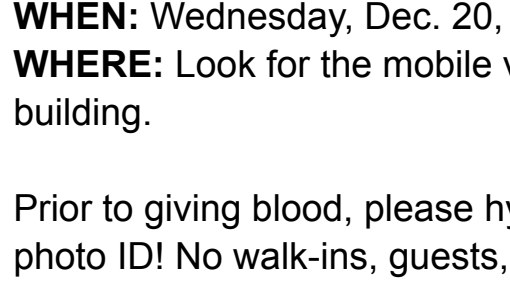 WHEN: Wednesday, Dec. 20,
WHERE: Look for the mobile
building.
Prior to giving blood, please
photo ID! No walk-ins, guests,